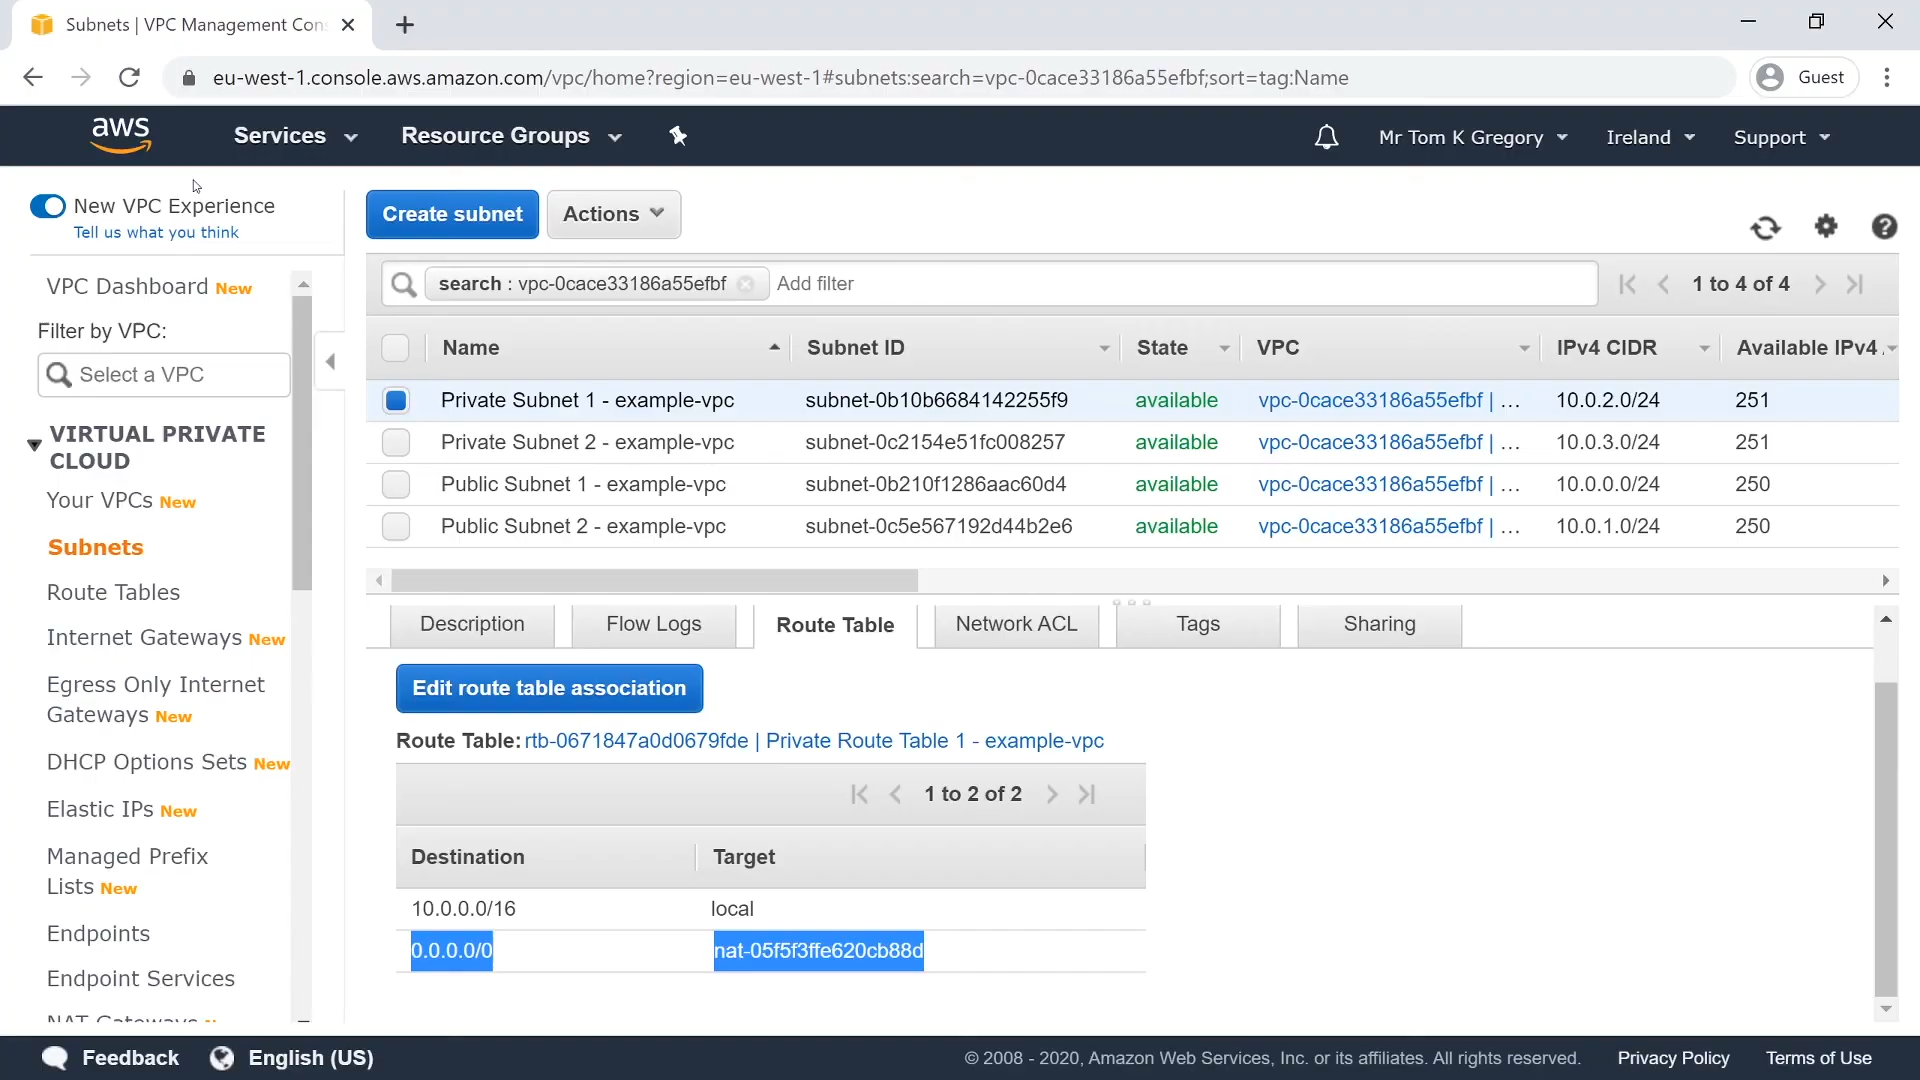 Subnets | VPC Management Con
eu-west-1.console.aws.amazon.com/vpc/home?region=eu-west-1#subnets:search=vpc-0cace33186a55efbf;sort=tag:Name
Guest
aws
Services
Resource Groups
Mr Tom K Gregory
Ireland
Support
New VPC Experience
Tell us what you think
VPC Dashboard New
Filter by VPC:
Select a VPC
VIRTUAL PRIVATE
CLOUD
Your VPCs New
Subnets
Route Tables
Internet Gateways New
Egress Only Internet
Gateways New
DHCP Options Sets New
Elastic IPs New
Managed Prefix
Lists New
Endpoints
Endpoint Services
NAT Gateways
Create subnet
Actions
search : vpc-0cace33186a55efbf
Add filter
1 to 4 of 4
Name Subnet ID State VPC IPv4 CIDR Available IPv4
Private Subnet 1 - example-vpc subnet-0b10b6684142255f9 available vpc-0cace33186a55efbf | ... 10.0.2.0/24 251
Private Subnet 2 - example-vpc subnet-0c2154e51fc008257 available vpc-0cace33186a55efbf | ... 10.0.3.0/24 251
Public Subnet 1 - example-vpc subnet-0b210f1286aac60d4 available vpc-0cace33186a55efbf | ... 10.0.0.0/24 250
Public Subnet 2 - example-vpc subnet-0c5e567192d44b2e6 available vpc-0cace33186a55efbf | ... 10.0.1.0/24 250
Description Flow Logs Route Table Network ACL Tags Sharing
Edit route table association
Route Table: rtb-0671847a0d0679fde | Private Route Table 1 - example-vpc
1 to 2 of 2
Destination Target
10.0.0.0/16 local
0.0.0.0/0 nat-05f5f3ffe620cb88d
Feedback
English (US)
© 2008 - 2020, Amazon Web Services, Inc. or its affiliates. All rights reserved.
Privacy Policy
Terms of Use